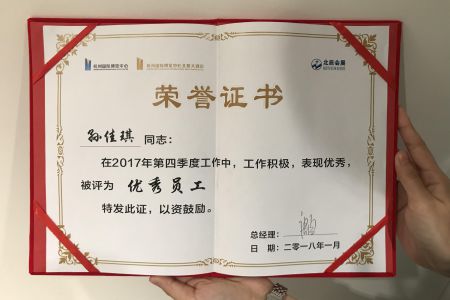 杭州国际博览中心
杭州国际博览中心北辰大酒店
北辰会展
荣誉证书
孙佳琪 同志：
在2017年第四季度工作中，工作积极，表现优秀，
被评为 优秀员工
特发此证，以资鼓励。
总经理：
日 期：二零一八年一月